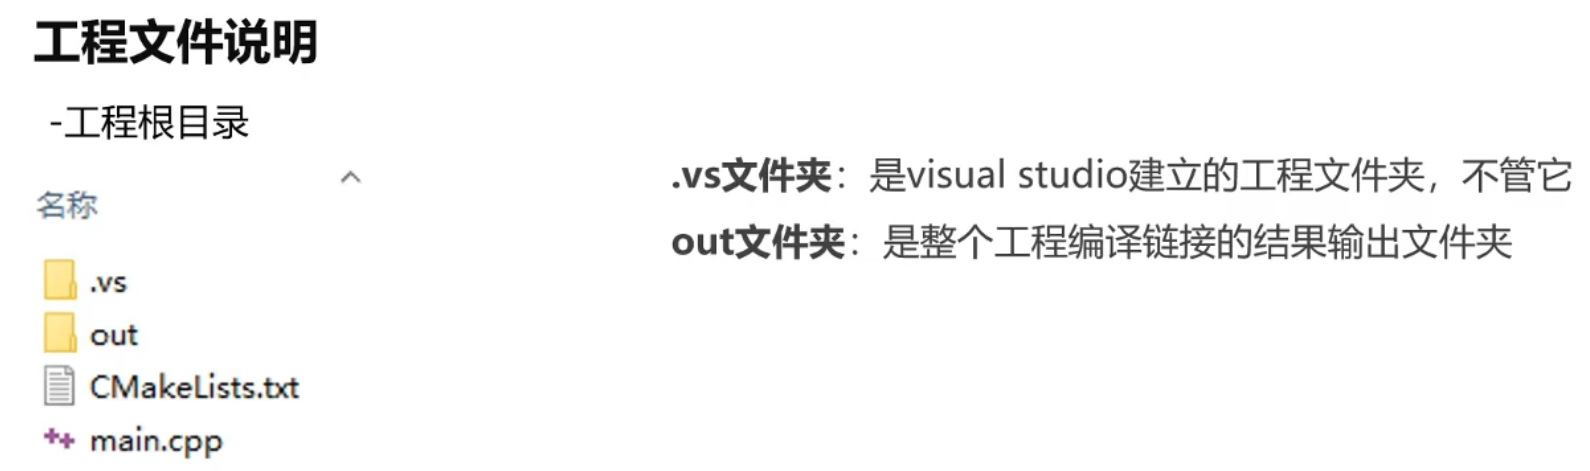 工程文件说明
-工程根目录
名称
.vs
out
CMakeLists.txt
main.cpp
.vs文件夹：是visual studio建立的工程文件夹，不管它
out文件夹：是整个工程编译链接的结果输出文件夹